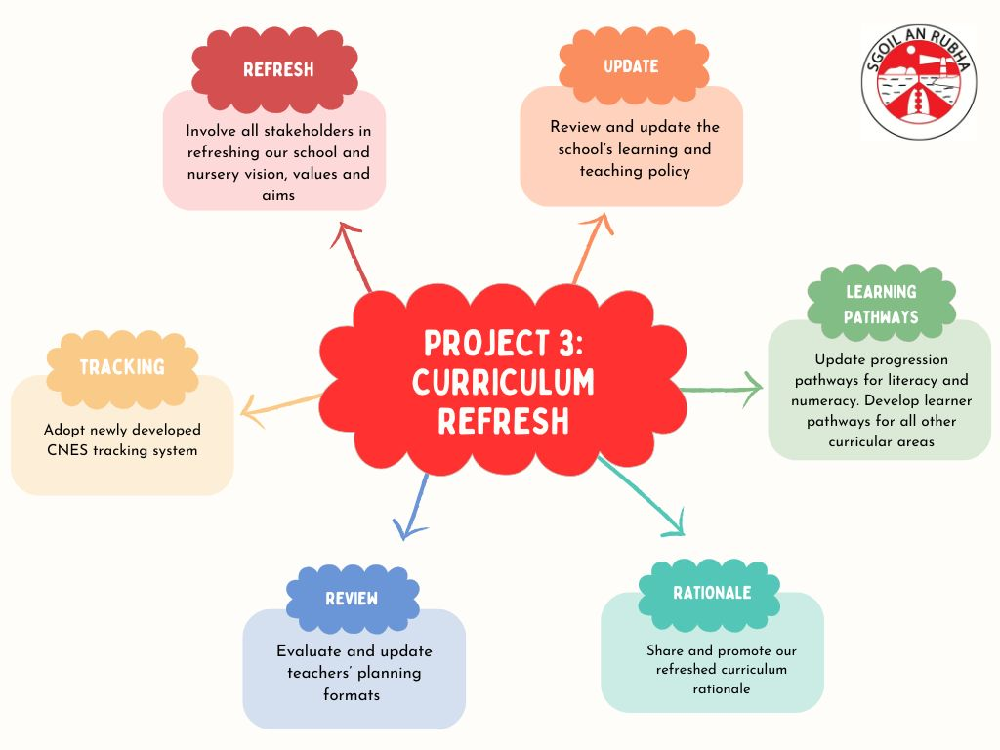 SGOIL AN RUBHA
REFRESH
Involve all stakeholders in
refreshing our school and
nursery vision, values and
aims
UPDATE
Review and update the
school's learning and
teaching policy
LEARNING
PATHWAYS
Update progression
pathways for literacy and
numeracy. Develop learner
pathways for all other
curricular areas
PROJECT 3:
CURRICULUM
REFRESH
TRACKING
Adopt newly developed
CNES tracking system
REVIEW
Evaluate and update
teachers' planning
formats
RATIONALE
Share and promote our
refreshed curriculum
rationale